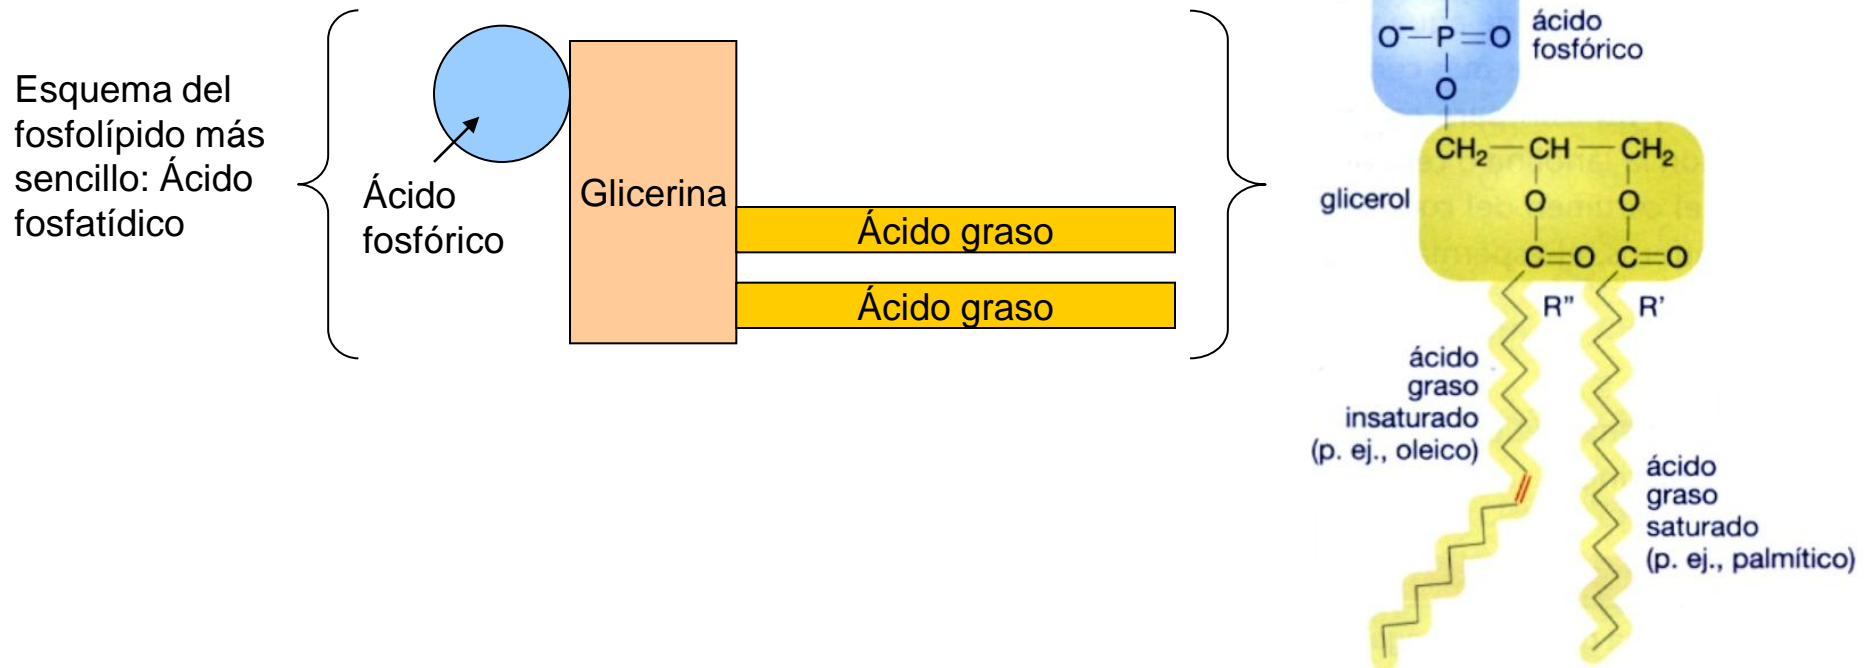 Esquema del
fosfolípido más
sencillo: Ácido
fosfatídico
Ácido
fosfórico
Glicerina
Ácido graso
Ácido graso
O⁻—P=O
O
ácido
fosfórico
CH₂—CH—CH₂
glicerol
O O
C=O C=O
R” R’
ácido
graso
insaturado
(p. ej., oleico)
ácido
graso
saturado
(p. ej., palmítico)